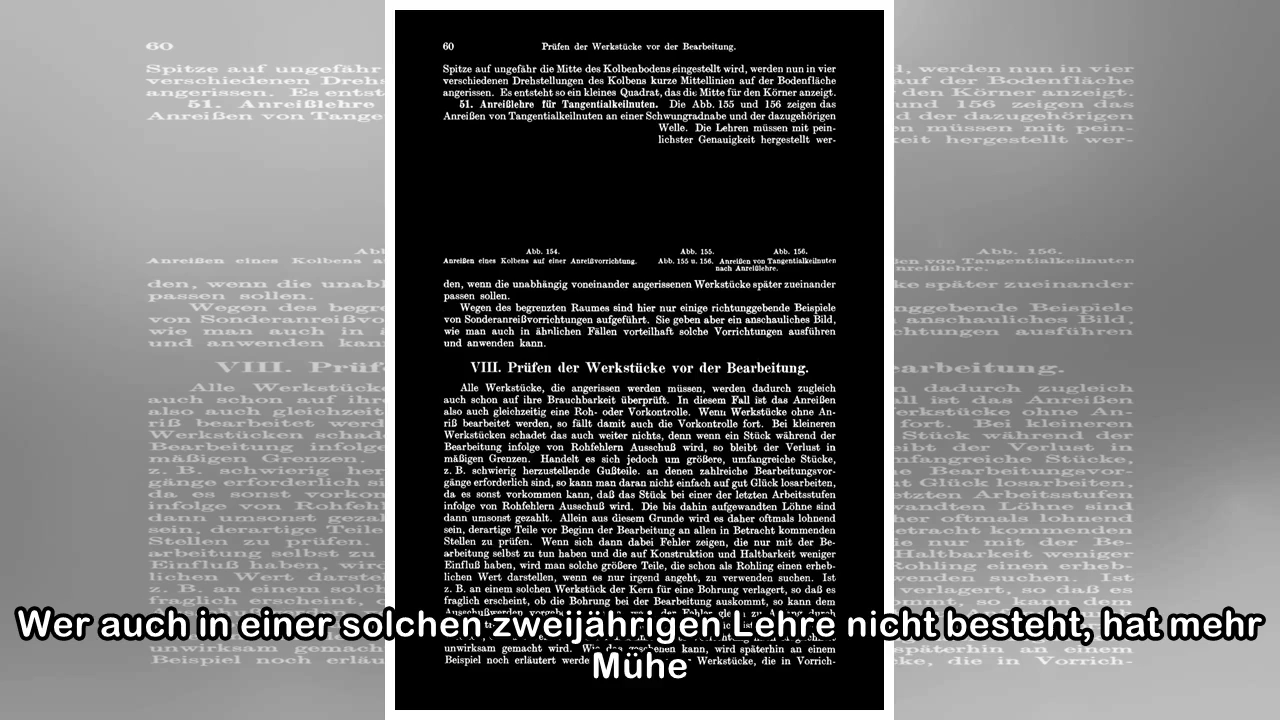 60 Prüfen der Werkstücke vor der Bearbeitung.
Spitze auf ungefähr die Mitte des Kolbenbodens eingestellt wird, werden nun in vier
verschiedenen Drehstellungen des Kolbens kurze Mittellinien auf der Bodenfläche
angerissen. Es entsteht so ein kleines Quadrat, das die Mitte für den Körner anzeigt.
51. Anreißlehre für Tangentialkeilnuten. Die Abb. 155 und 156 zeigen das
Anreißen von Tangentialkeilnuten an einer Schwungradnabe und der dazugehörigen
Welle. Die Lehren müssen mit pein-
lichster Genauigkeit hergestellt wer-
Abb. 154.
Anreißen eines Kolbens auf einer Anreißvorrichtung.
Abb. 155. Abb. 156.
Abb. 155 u. 156. Anreißen von Tangentialkeilnuten
nach Anreißlehre.
den, wenn die unabhängig voneinander angerissenen Werkstücke später zueinander
passen sollen.
Wegen des begrenzten Raumes sind hier nur einige richtunggebende Beispiele
von Sonderanreißvorrichtungen aufgeführt. Sie geben aber ein anschauliches Bild,
wie man auch in ähnlichen Fällen vorteilhaft solche Vorrichtungen ausführen
und anwenden kann.
VIII. Prüfen der Werkstücke vor der Bearbeitung.
Alle Werkstücke, die angerissen werden müssen, werden dadurch zugleich
auch schon auf ihre Brauchbarkeit überprüft. In diesem Fall ist das Anreißen
also auch gleichzeitig eine Roh- oder Vorkontrolle. Wenn Werkstücke ohne An-
riß bearbeitet werden, so fällt damit auch die Vorkontrolle fort. Bei kleineren
Werkstücken schadet das auch weiter nichts, denn wenn ein Stück während der
Bearbeitung infolge von Rohfehlern Ausschuß wird, so bleibt der Verlust in
mäßigen Grenzen. Handelt es sich jedoch um größere, umfangreiche Stücke,
z. B. schwierig herzustellende Gußteile. an denen zahlreiche Bearbeitungsvor-
gänge erforderlich sind, so kann man daran nicht einfach auf gut Glück losarbeiten,
da es sonst vorkommen kann, daß das Stück bei einer der letzten Arbeitsstufen
infolge von Rohfehlern Ausschuß wird. Die bis dahin aufgewandten Löhne sind
dann umsonst gezahlt. Allein aus diesem Grunde wird es daher oftmals lohnend
sein, derartige Teile vor Beginn der Bearbeitung an allen in Betracht kommenden
Stellen zu prüfen. Wenn sich dann dabei Fehler zeigen, die nur mit der Be-
arbeitung selbst zu tun haben und die auf Konstruktion und Haltbarkeit weniger
Einfluß haben, wird man solche größere Teile, die schon als Rohling einen erheb-
lichen Wert darstellen, wenn es nur irgend angeht, zu verwenden suchen. Ist
z. B. an einem solchen Werkstück der Kern für eine Bohrung verlagert, so daß es
fraglich erscheint, ob die Bohrung bei der Bearbeitung auskommt, so kann dem
Wer auch in einer solchen zweijährigen Lehre nicht besteht, hat mehr
Mühe
unwirksam gemacht wird. Wie das geschehen kann, wird späterhin an einem
Beispiel noch erläutert werde Werkstücke, die in Vorrich-